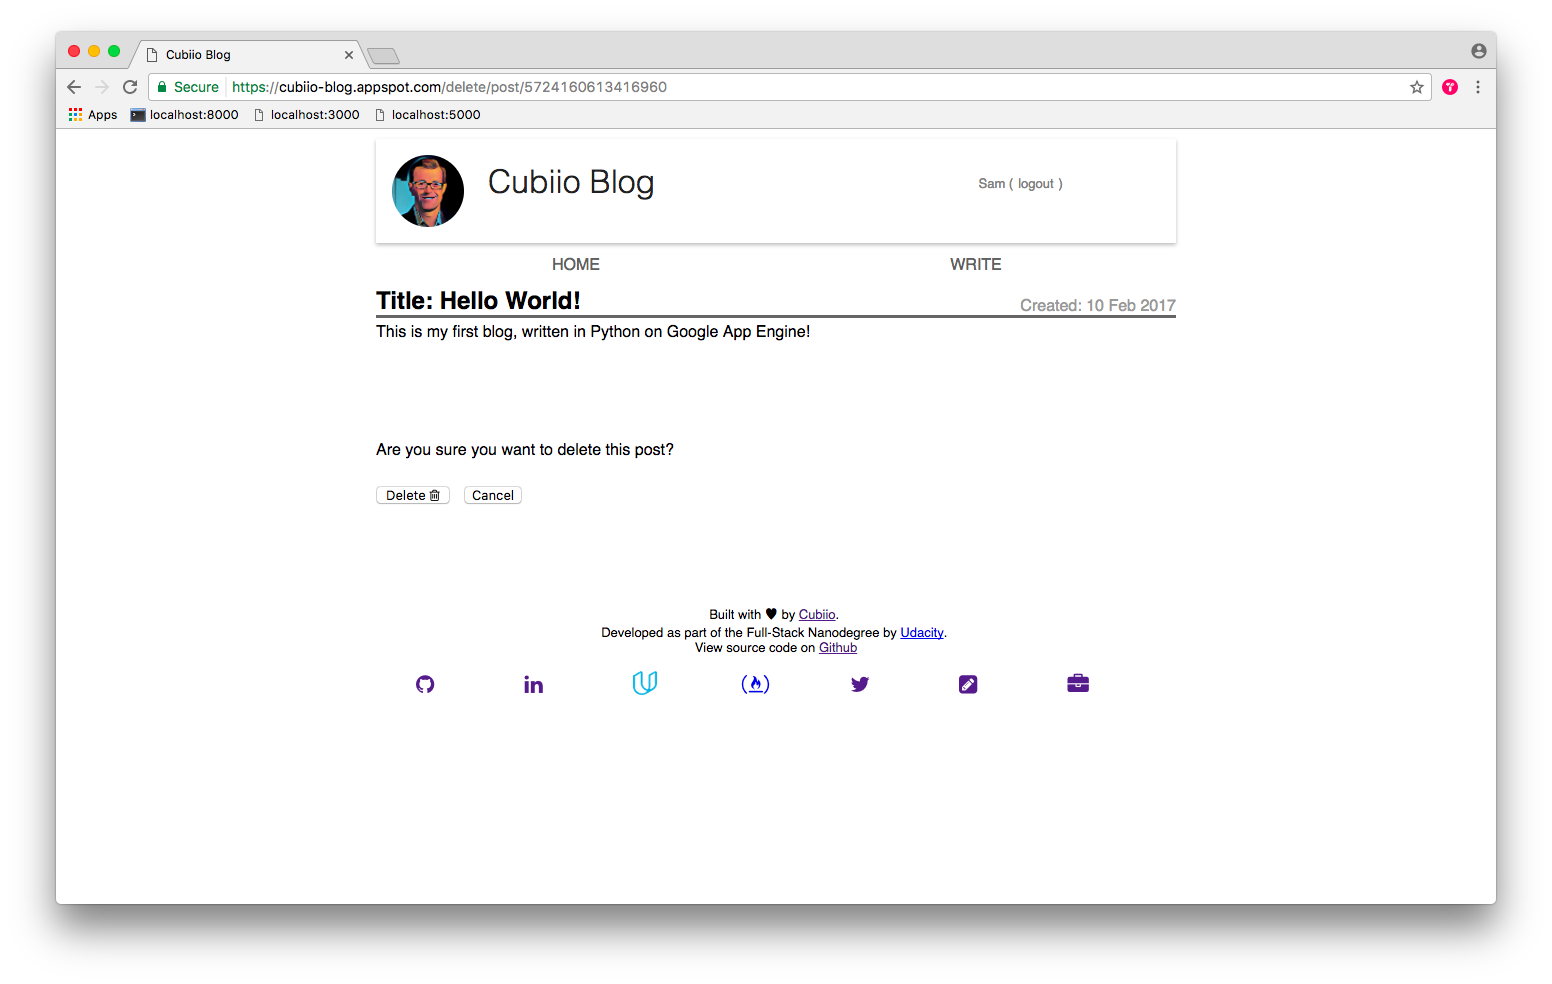 Cubiio Blog
Secure https://cubiio-blog.appspot.com/delete/post/5724160613416960
Apps localhost:8000 localhost:3000 localhost:5000
Cubiio Blog
Sam ( logout )
HOME WRITE
Title: Hello World!
Created: 10 Feb 2017
This is my first blog, written in Python on Google App Engine!
Are you sure you want to delete this post?
Delete Cancel
Built with ♥ by Cubiio.
Developed as part of the Full-Stack Nanodegree by Udacity.
View source code on Github
in